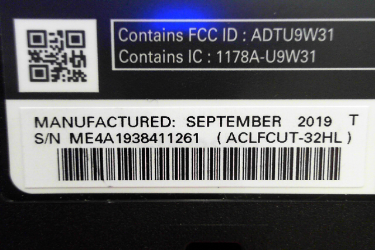 Contains FCC ID : ADTU9W31
Contains IC : 1178A-U9W31
MANUFACTURED: SEPTEMBER 2019 T
S/N ME4A1938411261 (ACLFCUT-32HL)